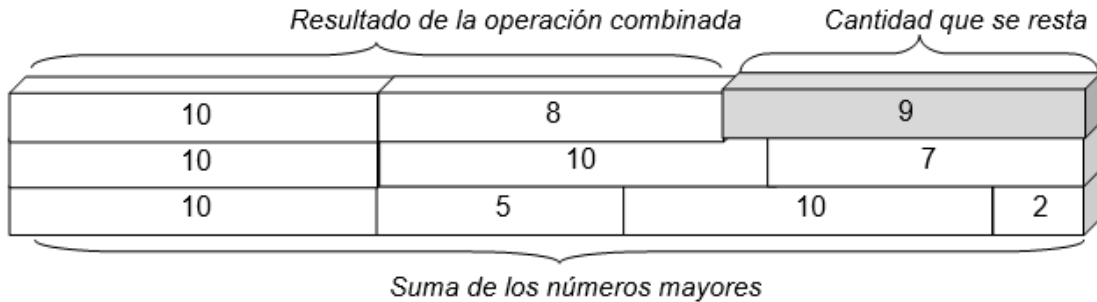 Resultado de la operación combinada Cantidad que se resta
10 8 9
10 10 7
10 5 10 2
Suma de los números mayores